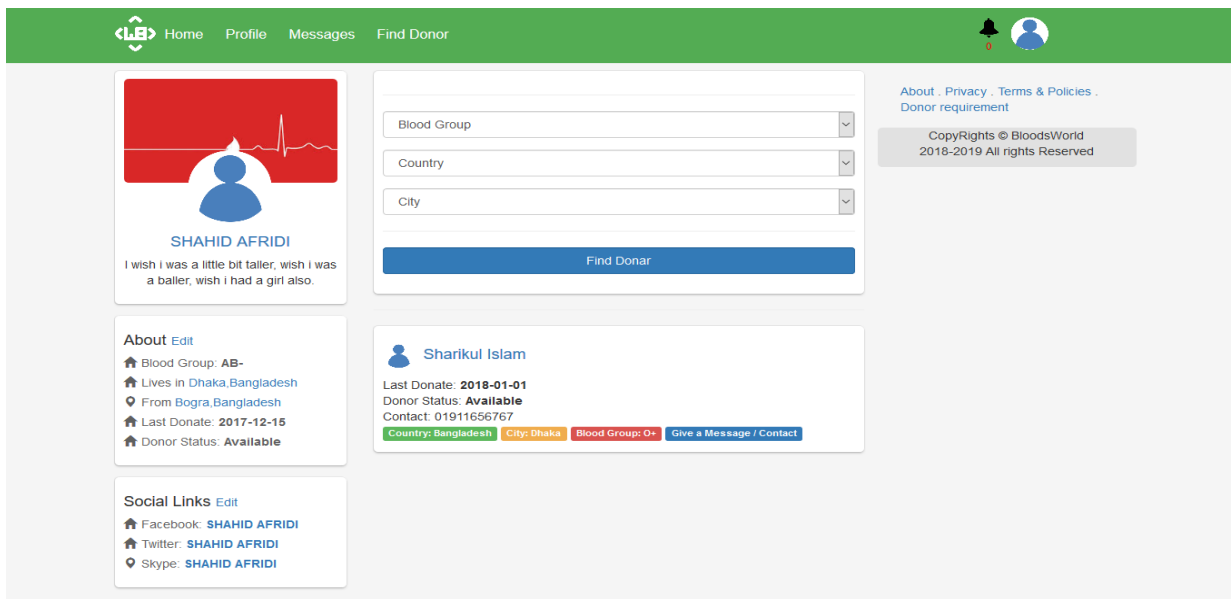 LB Home Profile Messages Find Donor
0
SHAHID AFRIDI
I wish i was a little bit taller, wish i was
a baller, wish i had a girl also.
About Edit
Blood Group: AB-
Lives in Dhaka,Bangladesh
From Bogra,Bangladesh
Last Donate: 2017-12-15
Donor Status: Available
Social Links Edit
Facebook: SHAHID AFRIDI
Twitter: SHAHID AFRIDI
Skype: SHAHID AFRIDI
Blood Group
Country
City
Find Donar
Sharikul Islam
Last Donate: 2018-01-01
Donor Status: Available
Contact: 01911656767
Country: Bangladesh City: Dhaka Blood Group: O+ Give a Message / Contact
About . Privacy . Terms & Policies .
Donor requirement
CopyRights © BloodsWorld
2018-2019 All rights Reserved